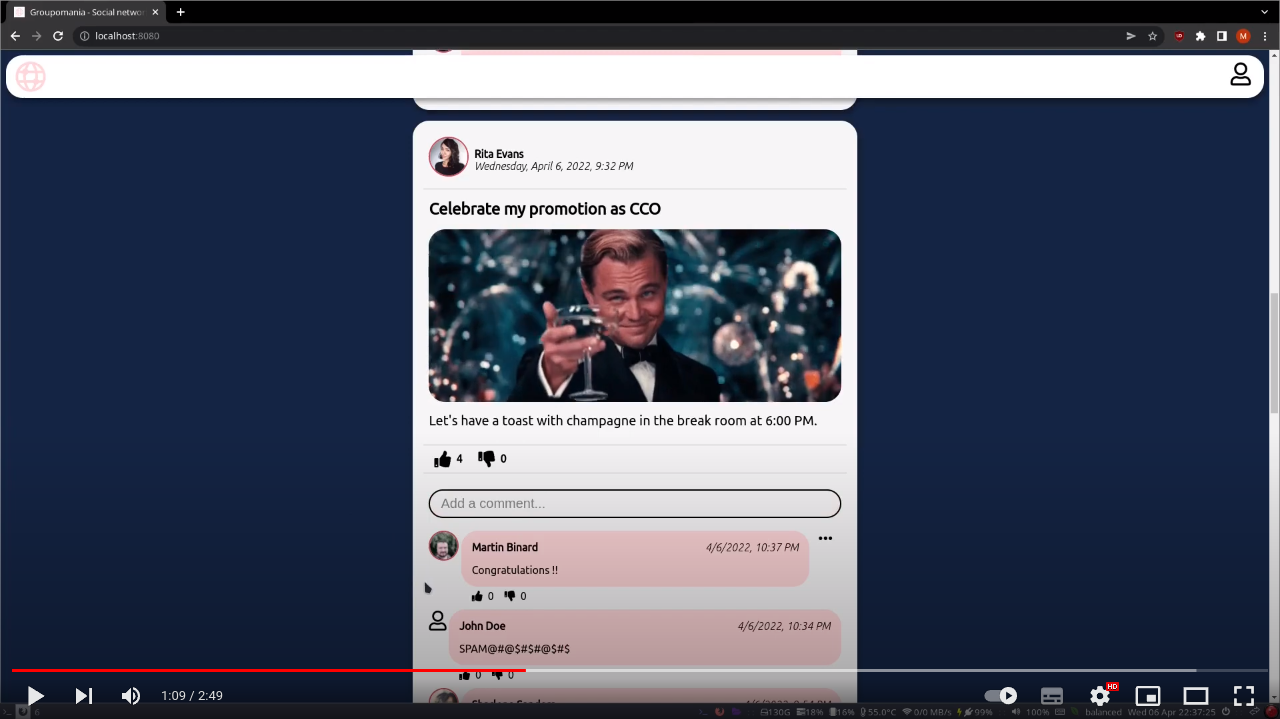 Groupomania - Social networ
localhost:8080
M
Rita Evans
Wednesday, April 6, 2022, 9:32 PM
Celebrate my promotion as CCO
Let's have a toast with champagne in the break room at 6:00 PM.
4 0
Add a comment...
Martin Binard 4/6/2022, 10:37 PM
Congratulations !!
0 0
John Doe 4/6/2022, 10:34 PM
SPAM@#@$#$#@$#$
0 0
1:09 / 2:49
HD
6 130G 18% 16% 55.0°C 0/0 MB/s 99% 100% balanced Wed 06 Apr 22:37:25